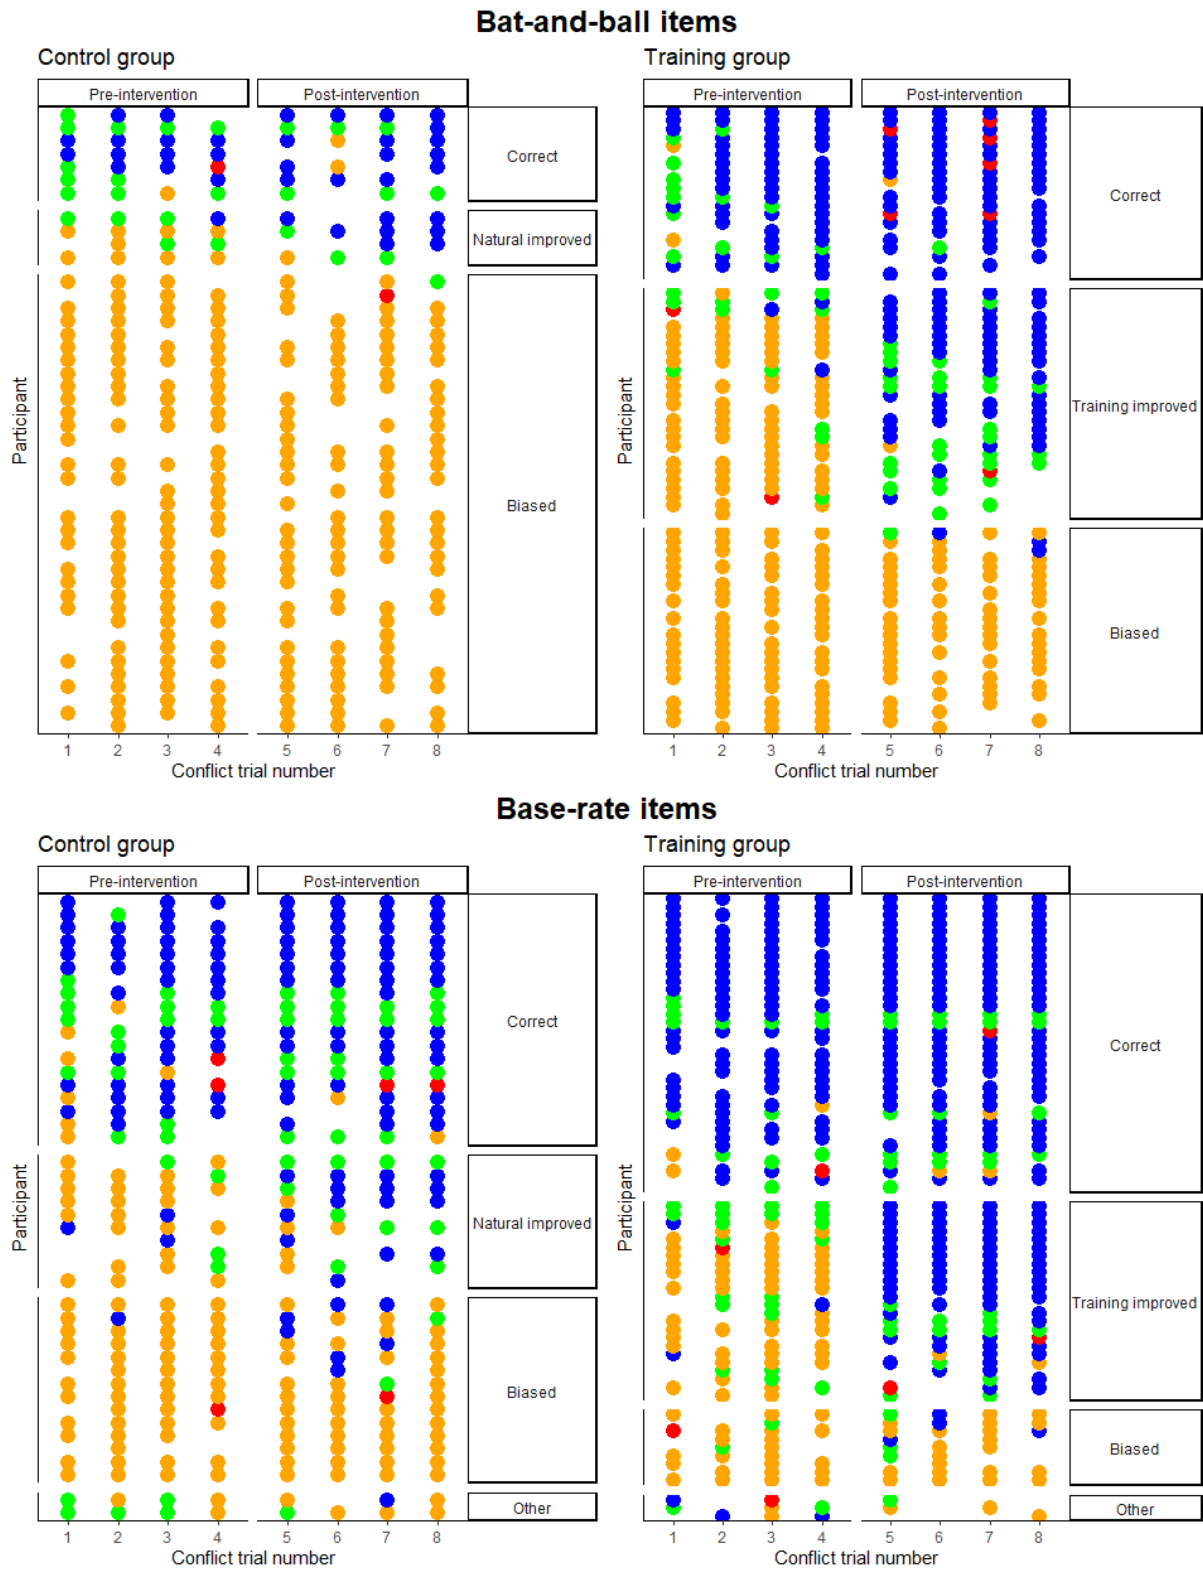 Bat-and-ball items
Control group
Training group
Pre-intervention
Post-intervention
Pre-intervention
Post-intervention
Correct
Natural improved
Biased
Correct
Training improved
Biased
Participant
Participant
1 2 3 4 5 6 7 8
1 2 3 4 5 6 7 8
Conflict trial number
Conflict trial number
Base-rate items
Control group
Training group
Pre-intervention
Post-intervention
Pre-intervention
Post-intervention
Correct
Natural improved
Biased
Other
Correct
Training improved
Biased
Other
Participant
Participant
1 2 3 4 5 6 7 8
1 2 3 4 5 6 7 8
Conflict trial number
Conflict trial number